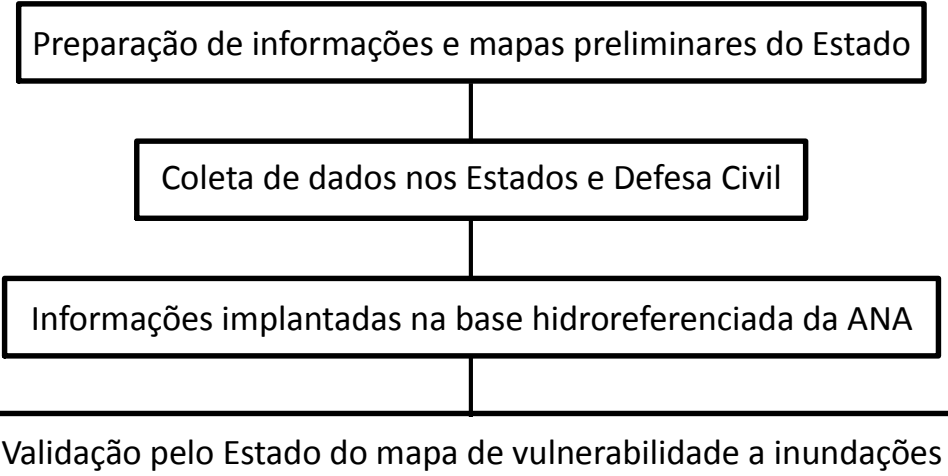 Preparação de informações e mapas preliminares do Estado
Coleta de dados nos Estados e Defesa Civil
Informações implantadas na base hidroreferenciada da ANA
Validação pelo Estado do mapa de vulnerabilidade a inundações